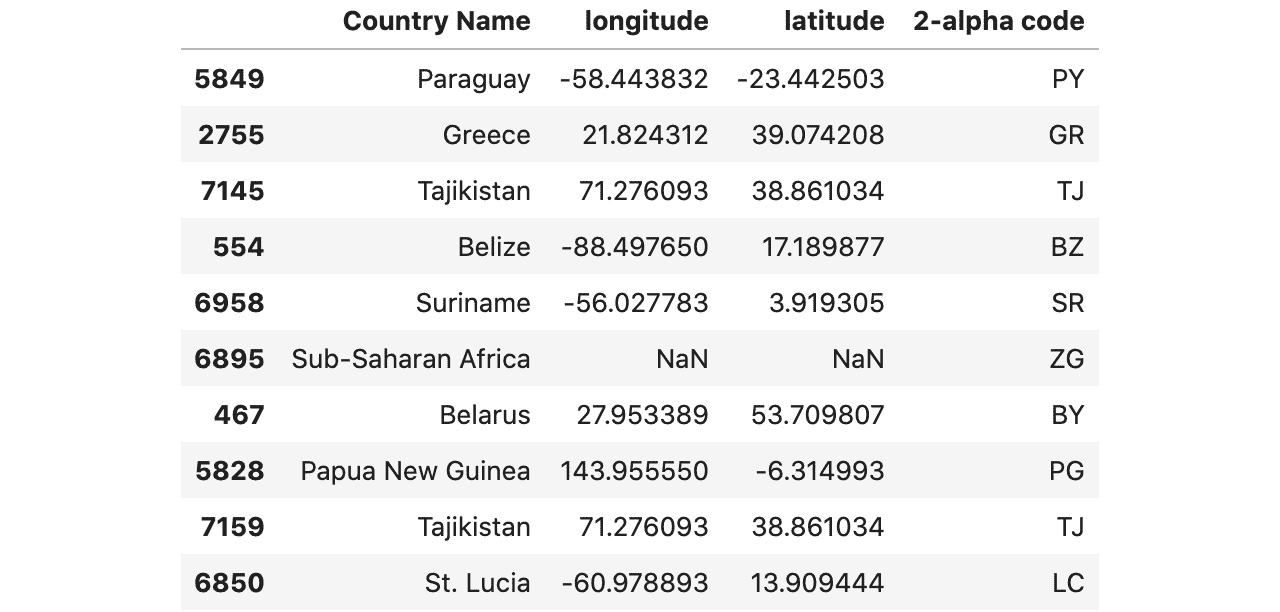 Country Name longitude latitude 2-alpha code
5849 Paraguay -58.443832 -23.442503 PY
2755 Greece 21.824312 39.074208 GR
7145 Tajikistan 71.276093 38.861034 TJ
554 Belize -88.497650 17.189877 BZ
6958 Suriname -56.027783 3.919305 SR
6895 Sub-Saharan Africa NaN NaN ZG
467 Belarus 27.953389 53.709807 BY
5828 Papua New Guinea 143.955550 -6.314993 PG
7159 Tajikistan 71.276093 38.861034 TJ
6850 St. Lucia -60.978893 13.909444 LC